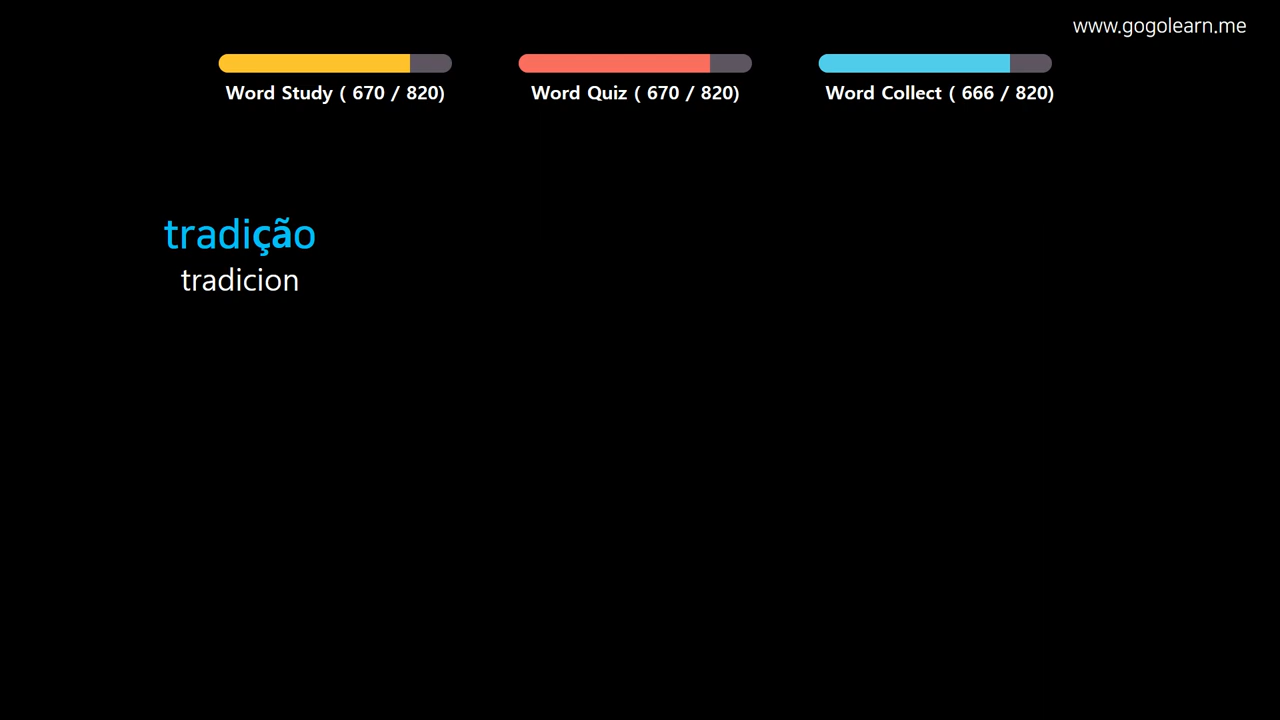 www.gogolearn.me
Word Study ( 670 / 820)
Word Quiz ( 670 / 820)
Word Collect ( 666 / 820)
tradição
tradicion